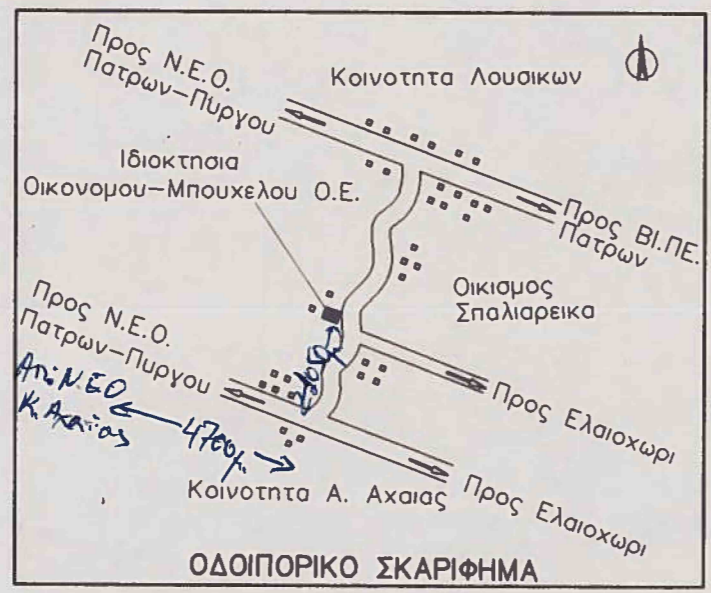 Προς Ν.Ε.Ο.
Πατρων-Πυργου
Κοινοτητα Λουσικων
Ιδιοκτησια
Οικονομου-Μπουχελου Ο.Ε.
Προς ΒΙ.ΠΕ.
Πατρων
Οικισμος
Σπαλιαρεικα
Προς Ν.Ε.Ο.
Πατρων-Πυργου
Από Ν.Ε.Ο
Κ. Αχαΐας
4700μ.
Προς Ελαιοχωρι
Κοινοτητα Α. Αχαιας
Προς Ελαιοχωρι
ΟΔΟΙΠΟΡΙΚΟ ΣΚΑΡΙΦΗΜΑ